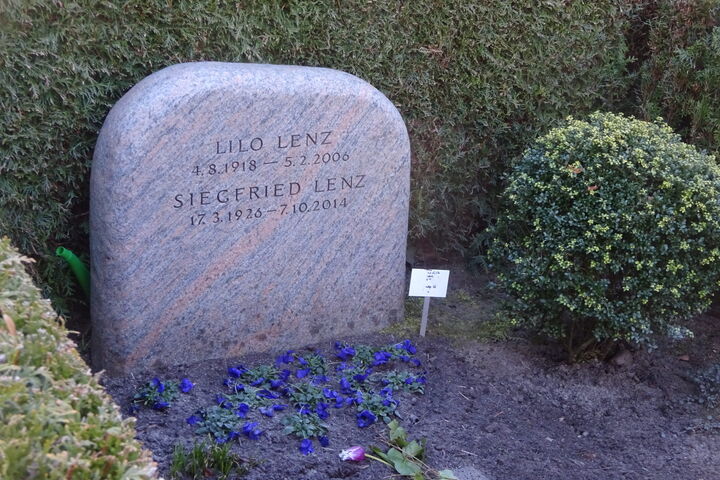 LILO LENZ
4.8.1918 – 5.2.2006
SIEGFRIED LENZ
17.3.1926 – 7.10.2014